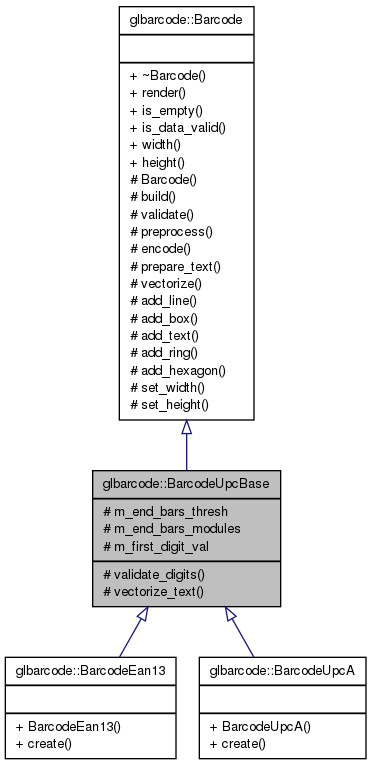 glbarcode::Barcode
+ ~Barcode()
+ render()
+ is_empty()
+ is_data_valid()
+ width()
+ height()
# Barcode()
# build()
# validate()
# preprocess()
# encode()
# prepare_text()
# vectorize()
# add_line()
# add_box()
# add_text()
# add_ring()
# add_hexagon()
# set_width()
# set_height()
glbarcode::BarcodeUpcBase
# m_end_bars_thresh
# m_end_bars_modules
# m_first_digit_val
# validate_digits()
# vectorize_text()
glbarcode::BarcodeEan13
+ BarcodeEan13()
+ create()
glbarcode::BarcodeUpcA
+ BarcodeUpcA()
+ create()